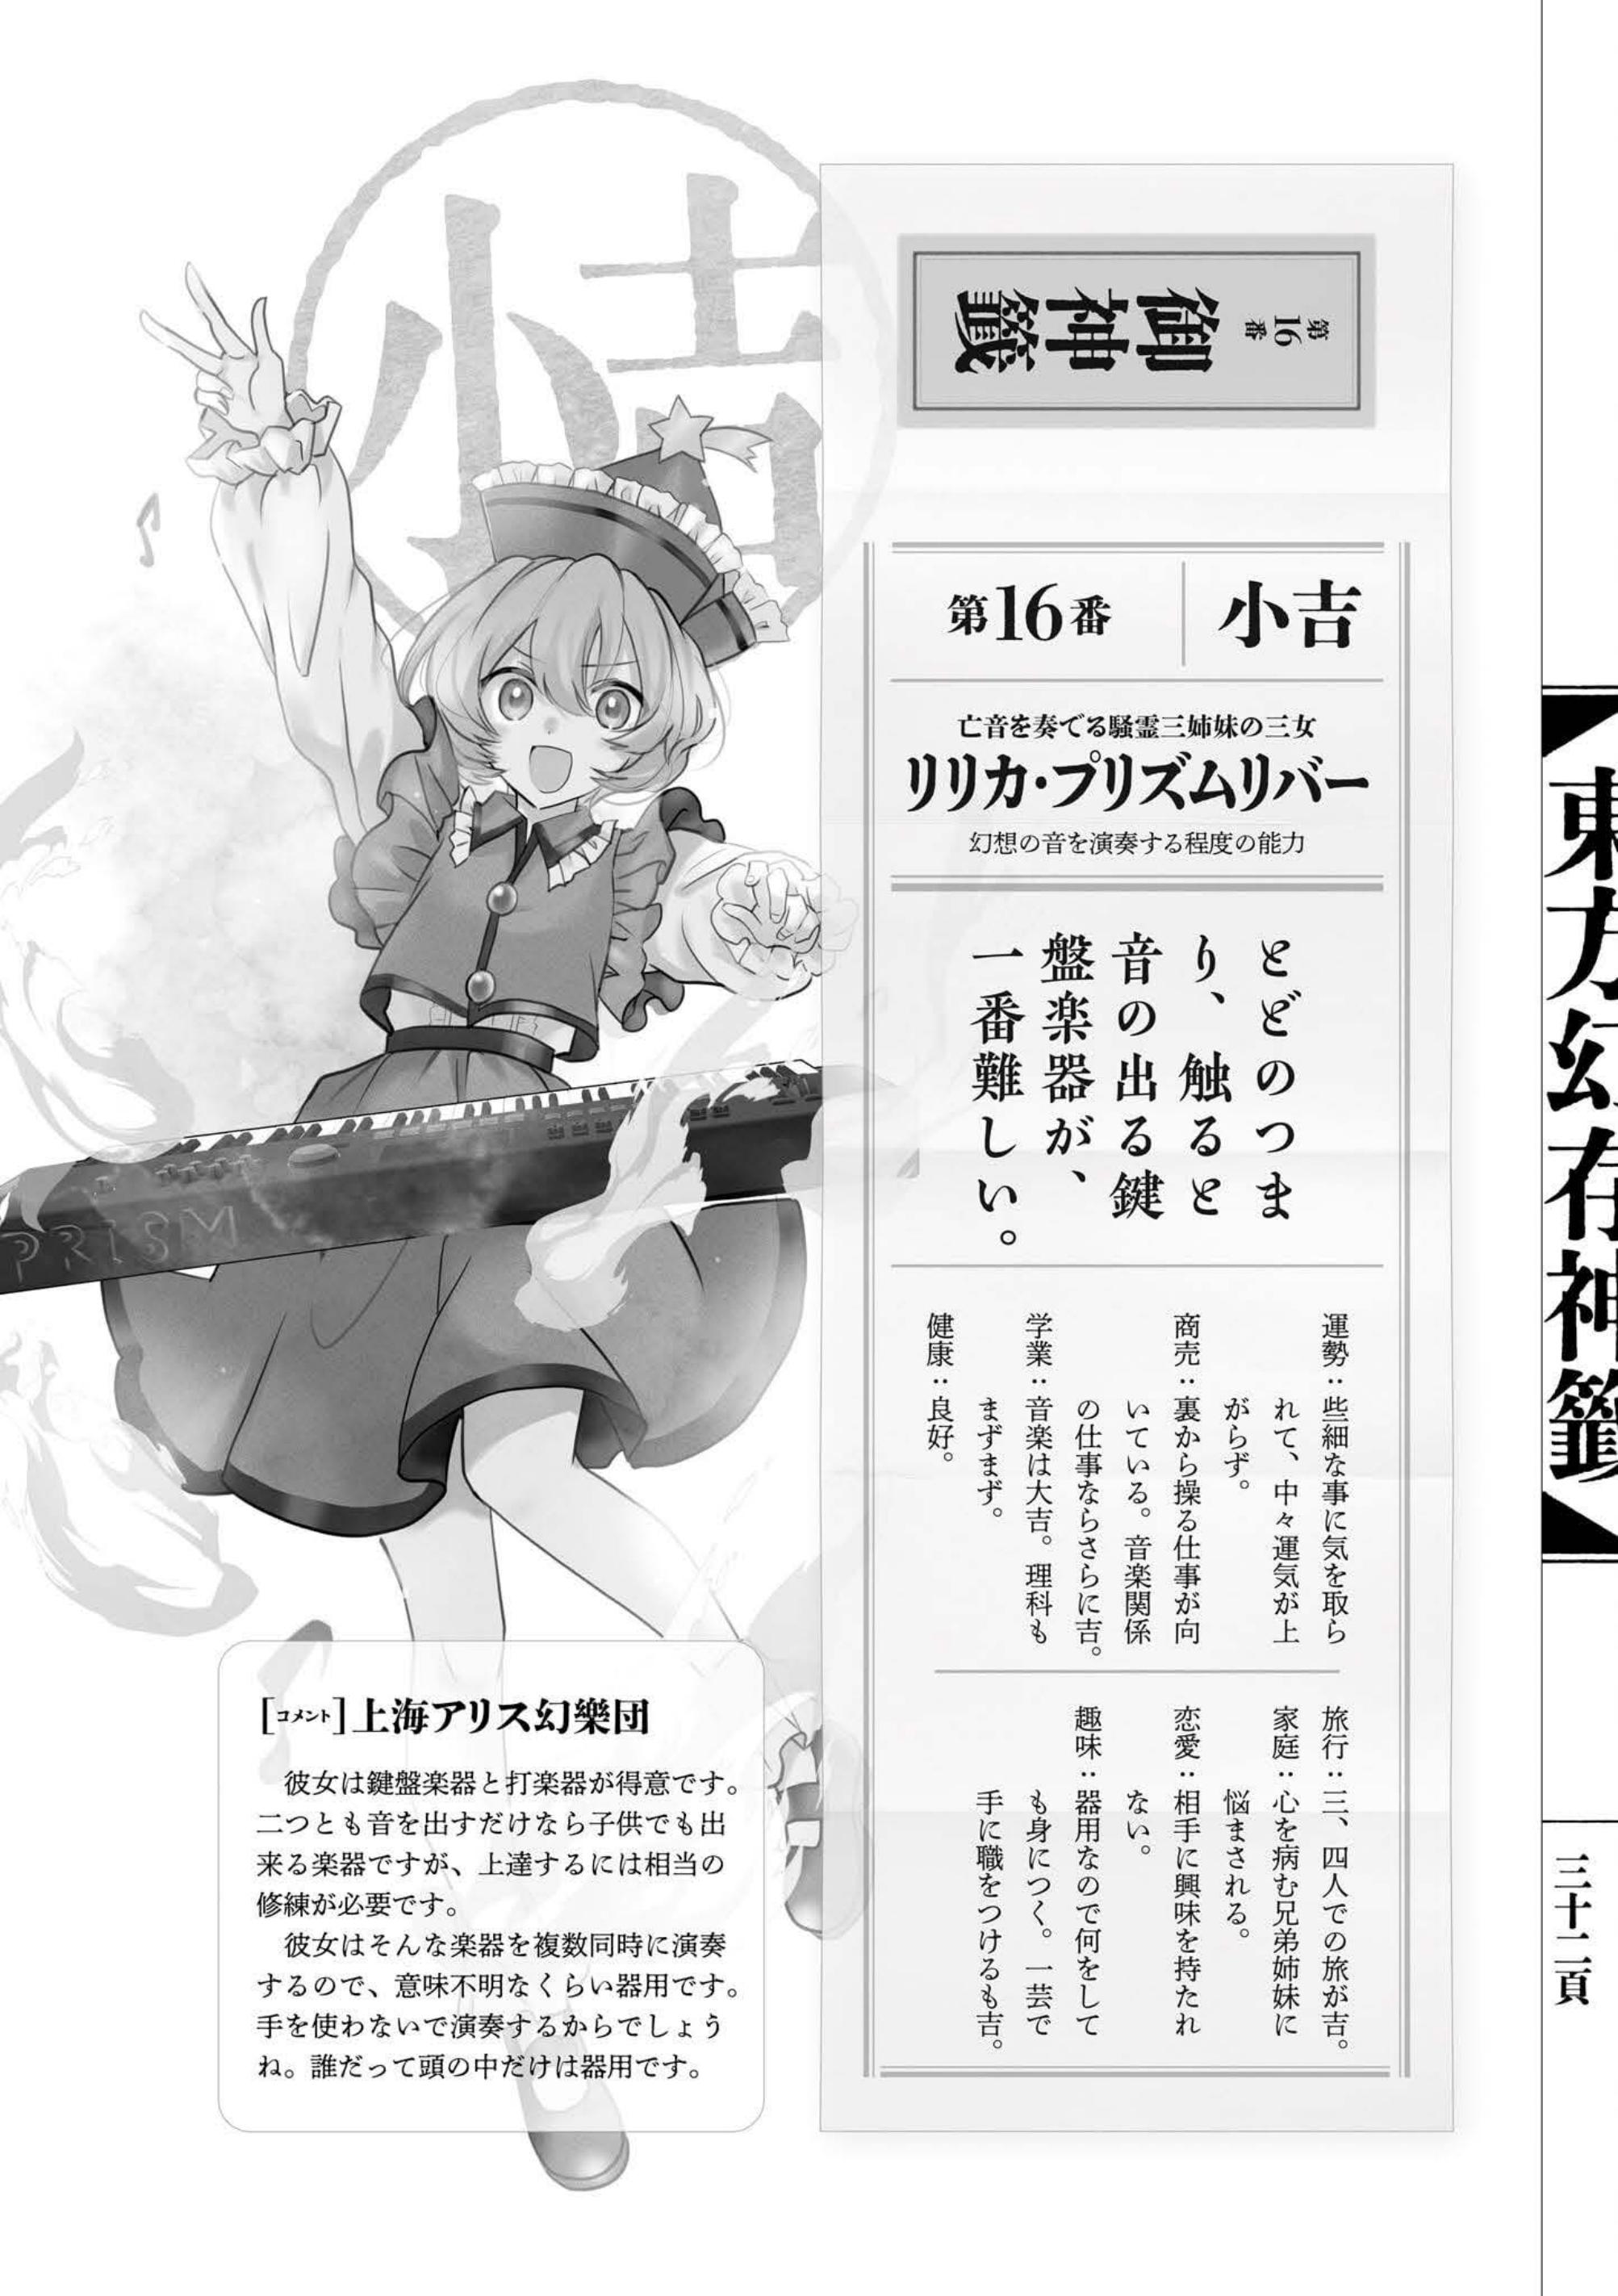 小吉
御神籤
第16番
第16番
小吉
亡音を奏でる騒霊三姉妹の三女
リリカ・プリズムリバー
幻想の音を演奏する程度の能力
とどのつま
り、触ると
音の出る鍵
盤楽器が、
一番難しい。
運勢：些細な事に気を取ら
れて、中々運気が上
がらず。
商売：裏から操る仕事が向
いている。音楽関係
の仕事ならさらに吉。
学業：音楽は大吉。理科も
まずまず。
健康：良好。
旅行：三、四人での旅が吉。
家庭：心を病む兄弟姉妹に
悩まされる。
恋愛：相手に興味を持たれ
ない。
趣味：器用なので何をして
も身につく。一芸で
手に職をつけるも吉。
PRISM
［コメント］上海アリス幻樂団
彼女は鍵盤楽器と打楽器が得意です。
二つとも音を出すだけなら子供でも出
来る楽器ですが、上達するには相当の
修練が必要です。
彼女はそんな楽器を複数同時に演奏
するので、意味不明なくらい器用です。
手を使わないで演奏するからでしょう
ね。誰だって頭の中だけは器用です。
東方幻存神籤
三十二頁